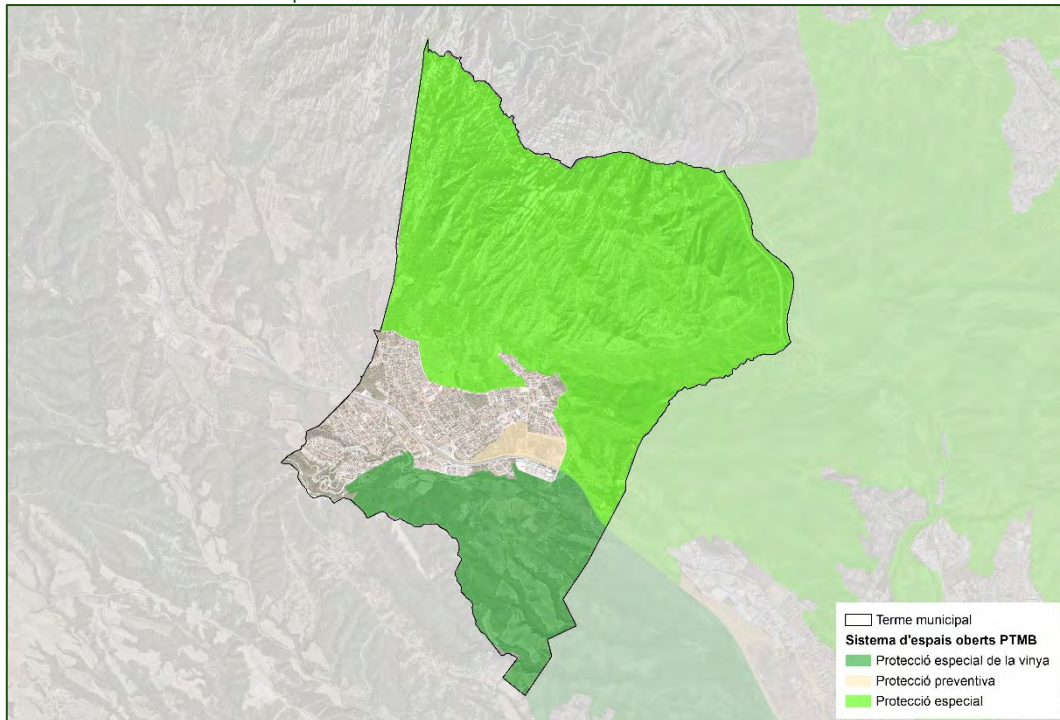 Terme municipal
Sistema d'espais oberts PTMB
Protecció especial de la vinya
Protecció preventiva
Protecció especial